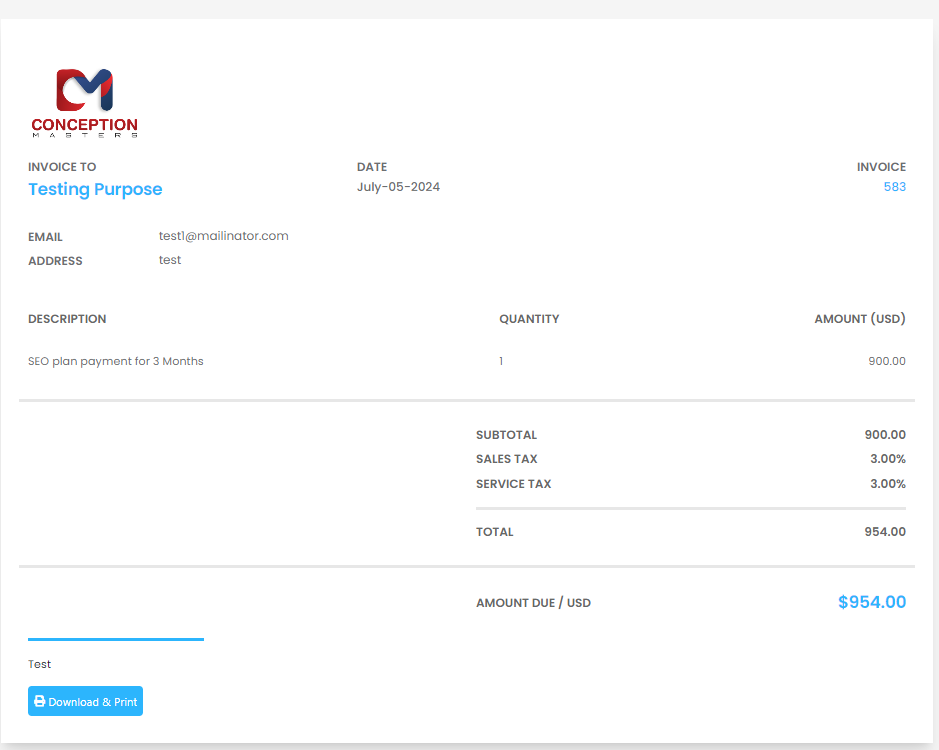 CONCEPTION
MASTERS
INVOICE TO
Testing Purpose
DATE
July-05-2024
INVOICE
583
EMAIL test1@mailinator.com
ADDRESS test
DESCRIPTION QUANTITY AMOUNT (USD)
SEO plan payment for 3 Months 1 900.00
SUBTOTAL 900.00
SALES TAX 3.00%
SERVICE TAX 3.00%
TOTAL 954.00
AMOUNT DUE / USD $954.00
Test
Download & Print